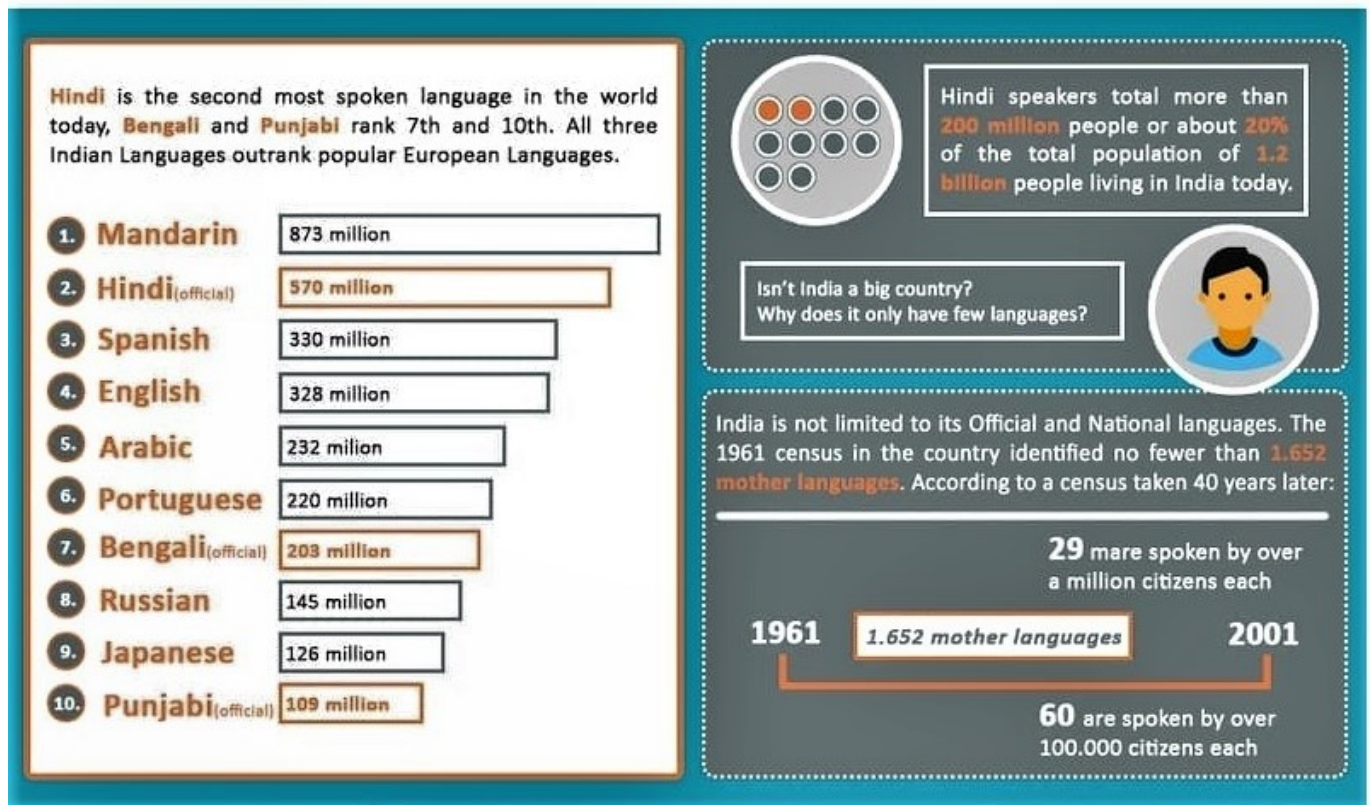 Hindi is the second most spoken language in the world
today, Bengali and Punjabi rank 7th and 10th. All three
Indian Languages outrank popular European Languages.
1. Mandarin 873 million
2. Hindi(official) 570 million
3. Spanish 330 million
4. English 328 million
5. Arabic 232 milion
6. Portuguese 220 million
7. Bengali(official) 203 million
8. Russian 145 million
9. Japanese 126 million
10. Punjabi(official) 109 million
Hindi speakers total more than
200 million people or about 20%
of the total population of 1.2
billion people living in India today.
Isn't India a big country?
Why does it only have few languages?
India is not limited to its Official and National languages. The
1961 census in the country identified no fewer than 1.652
mother languages. According to a census taken 40 years later:
29 mare spoken by over
a million citizens each
1961 1.652 mother languages 2001
60 are spoken by over
100.000 citizens each